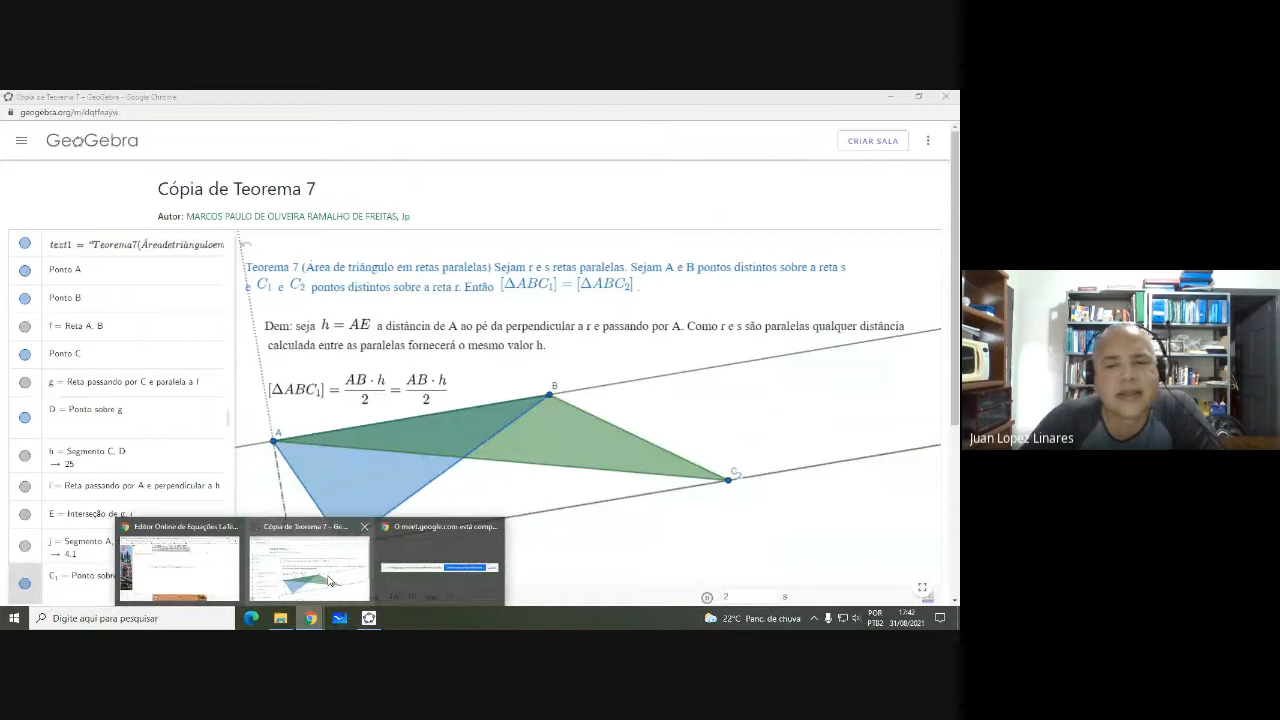 Cópia de Teorema 7 – GeoGebra - Google Chrome
geogebra.org/m/dqtfeayw
GeoGebra
CRIAR SALA
Cópia de Teorema 7
Autor: MARCOS PAULO DE OLIVEIRA RAMALHO DE FREITAS, Jp
text1 = "Teorema7(Áreadetriânguloem
Ponto A
Ponto B
f = Reta A, B
Ponto C
g = Reta passando por C e paralela a f
D = Ponto sobre g
h = Segmento C, D
→ 25
i = Reta passando por A e perpendicular a h
E = Interseção de g, i
j = Segmento A,
→ 4.1
C₁ = Ponto sobr
Teorema 7 (Área de triângulo em retas paralelas) Sejam r e s retas paralelas. Sejam A e B pontos distintos sobre a reta s
e C₁ e C₂ pontos distintos sobre a reta r. Então [ΔABC₁] = [ΔABC₂] .
Dem: seja h = AE a distância de A ao pé da perpendicular a r e passando por A. Como r e s são paralelas qualquer distância
calculada entre as paralelas fornecerá o mesmo valor h.
[ΔABC₁] = AB · h / 2 = AB · h / 2
B
A
C₂
2 s
Editor Online de Equações LaTe...
Cópia de Teorema 7 – Ge...
O meet.google.com está comp...
Digite aqui para pesquisar
22°C Panc. de chuva
POR
PTB2
17:42
31/08/2021
Juan Lopez Linares